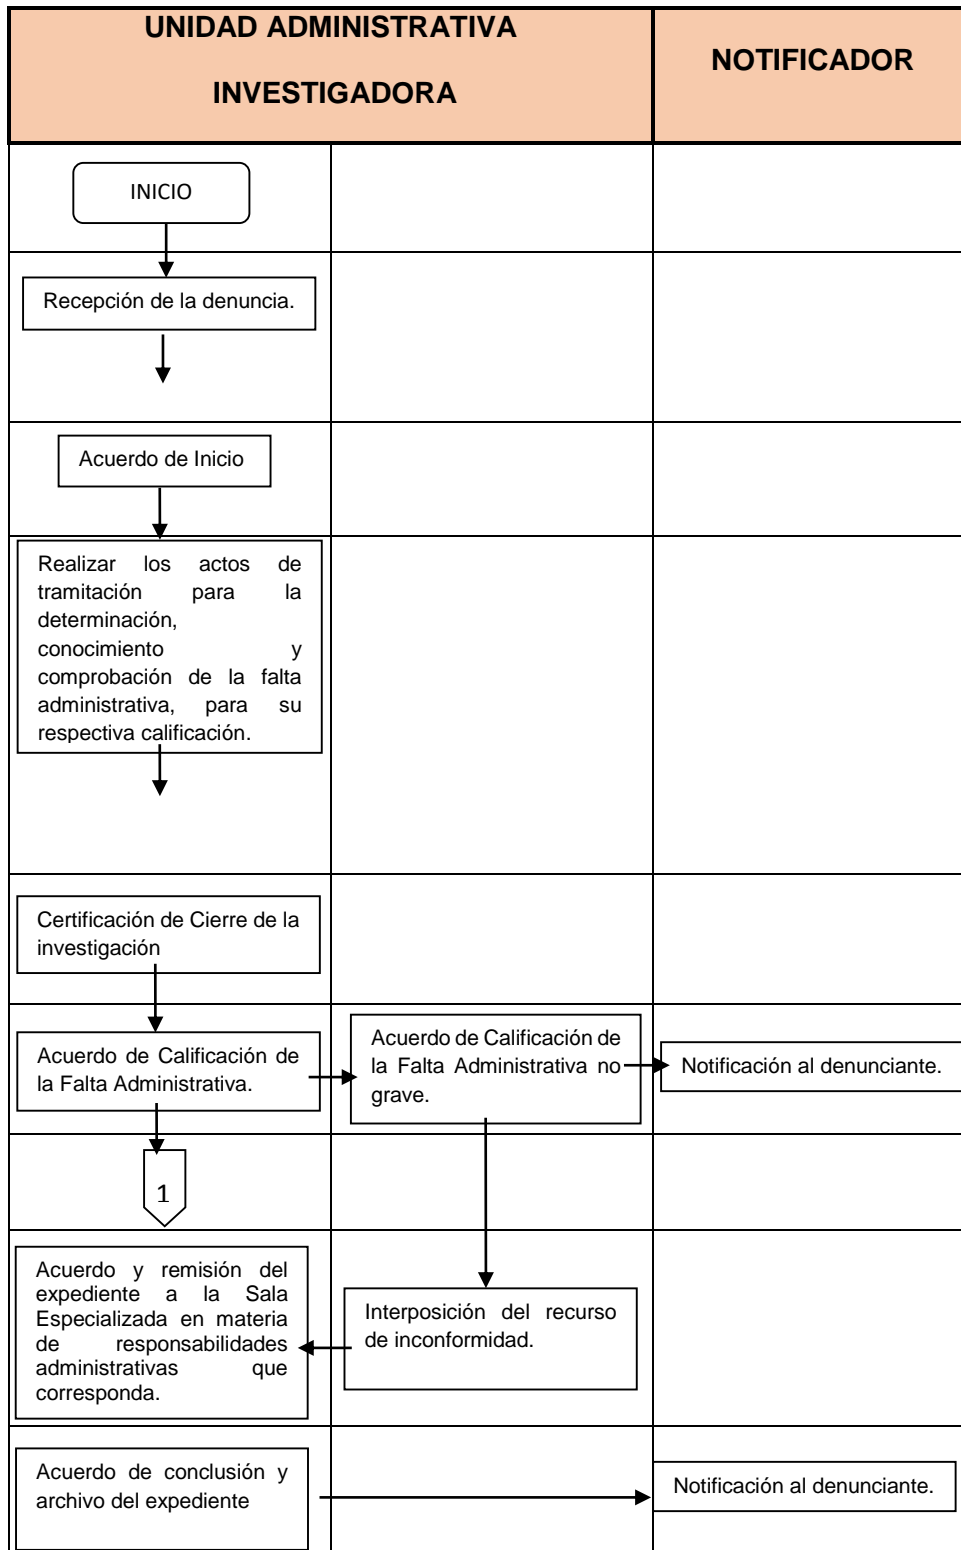 UNIDAD ADMINISTRATIVA
INVESTIGADORA
NOTIFICADOR
INICIO
Recepción de la denuncia.
Acuerdo de Inicio
Realizar los actos de
tramitación para la
determinación,
conocimiento y
comprobación de la falta
administrativa, para su
respectiva calificación.
Certificación de Cierre de la
investigación
Acuerdo de Calificación de
la Falta Administrativa.
Acuerdo de Calificación de
la Falta Administrativa no
grave.
Notificación al denunciante.
1
Acuerdo y remisión del
expediente a la Sala
Especializada en materia
de responsabilidades
administrativas que
corresponda.
Interposición del recurso
de inconformidad.
Acuerdo de conclusión y
archivo del expediente
Notificación al denunciante.